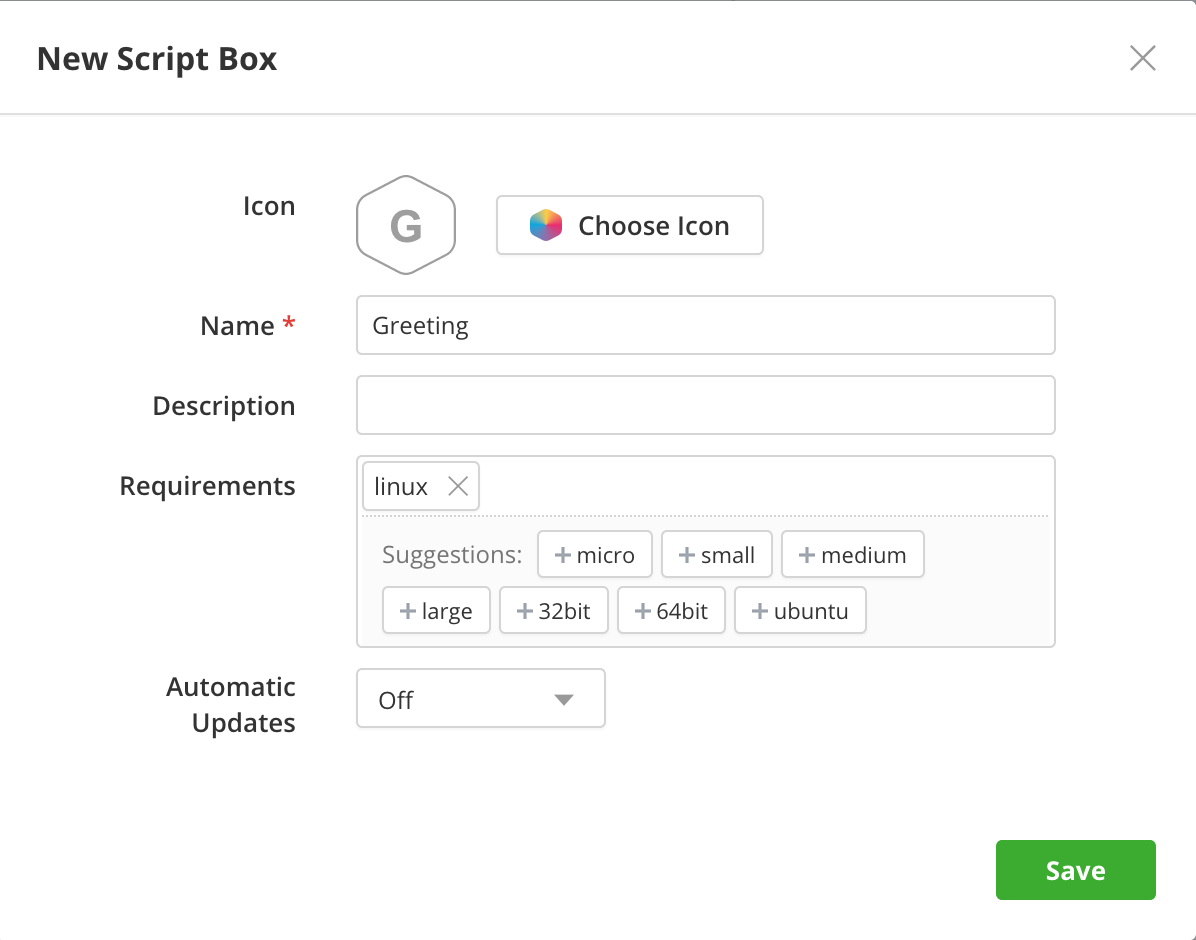 New Script Box
Icon
G
Choose Icon
Name *
Greeting
Description
Requirements
linux
Suggestions: + micro + small + medium
+ large + 32bit + 64bit + ubuntu
Automatic
Updates
Off
Save